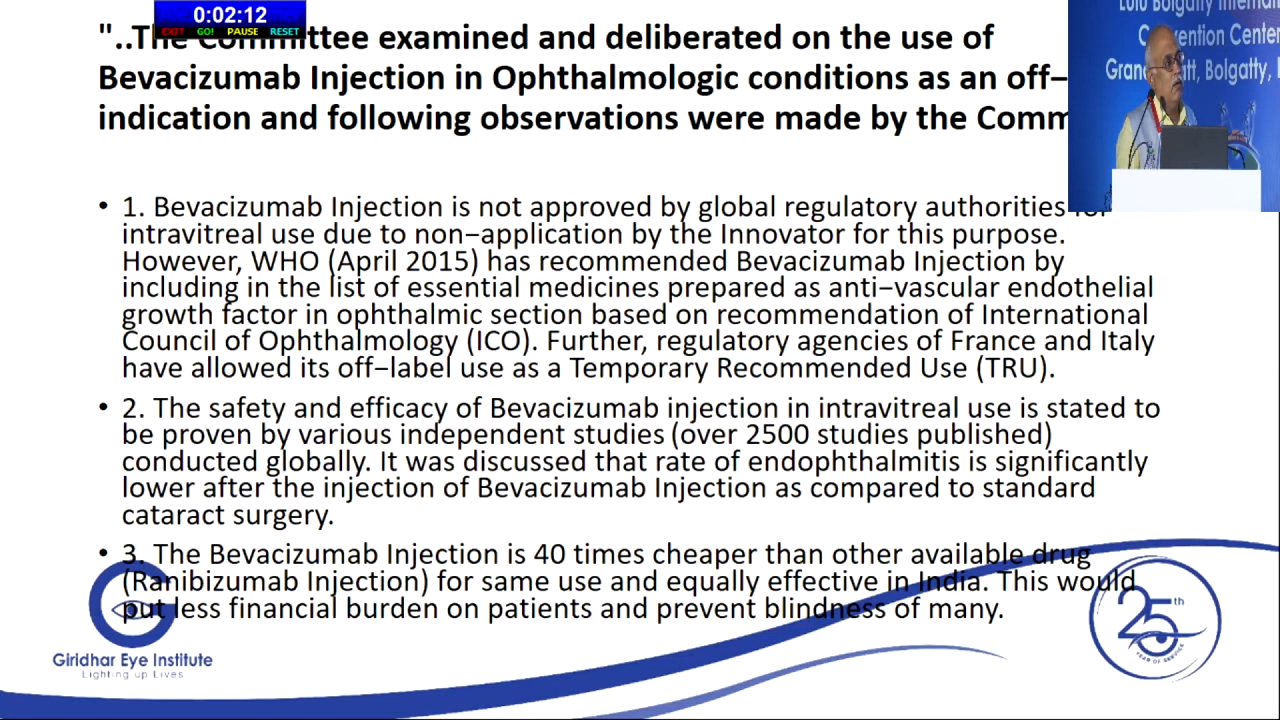 0:02:12
EXIT GO! PAUSE RESET
"..The Committee examined and deliberated on the use of
Bevacizumab Injection in Ophthalmologic conditions as an off–
indication and following observations were made by the Comm
Lulu Bolgatty Internati
Convention Center
Grand Hyatt, Bolgatty,
• 1. Bevacizumab Injection is not approved by global regulatory authorities for
intravitreal use due to non–application by the Innovator for this purpose.
However, WHO (April 2015) has recommended Bevacizumab Injection by
including in the list of essential medicines prepared as anti–vascular endothelial
growth factor in ophthalmic section based on recommendation of International
Council of Ophthalmology (ICO). Further, regulatory agencies of France and Italy
have allowed its off–label use as a Temporary Recommended Use (TRU).
• 2. The safety and efficacy of Bevacizumab injection in intravitreal use is stated to
be proven by various independent studies (over 2500 studies published)
conducted globally. It was discussed that rate of endophthalmitis is significantly
lower after the injection of Bevacizumab Injection as compared to standard
cataract surgery.
• 3. The Bevacizumab Injection is 40 times cheaper than other available drug
(Ranibizumab Injection) for same use and equally effective in India. This would
put less financial burden on patients and prevent blindness of many.
Giridhar Eye Institute
Lighting up Lives
25th
YEAR OF SERVICE